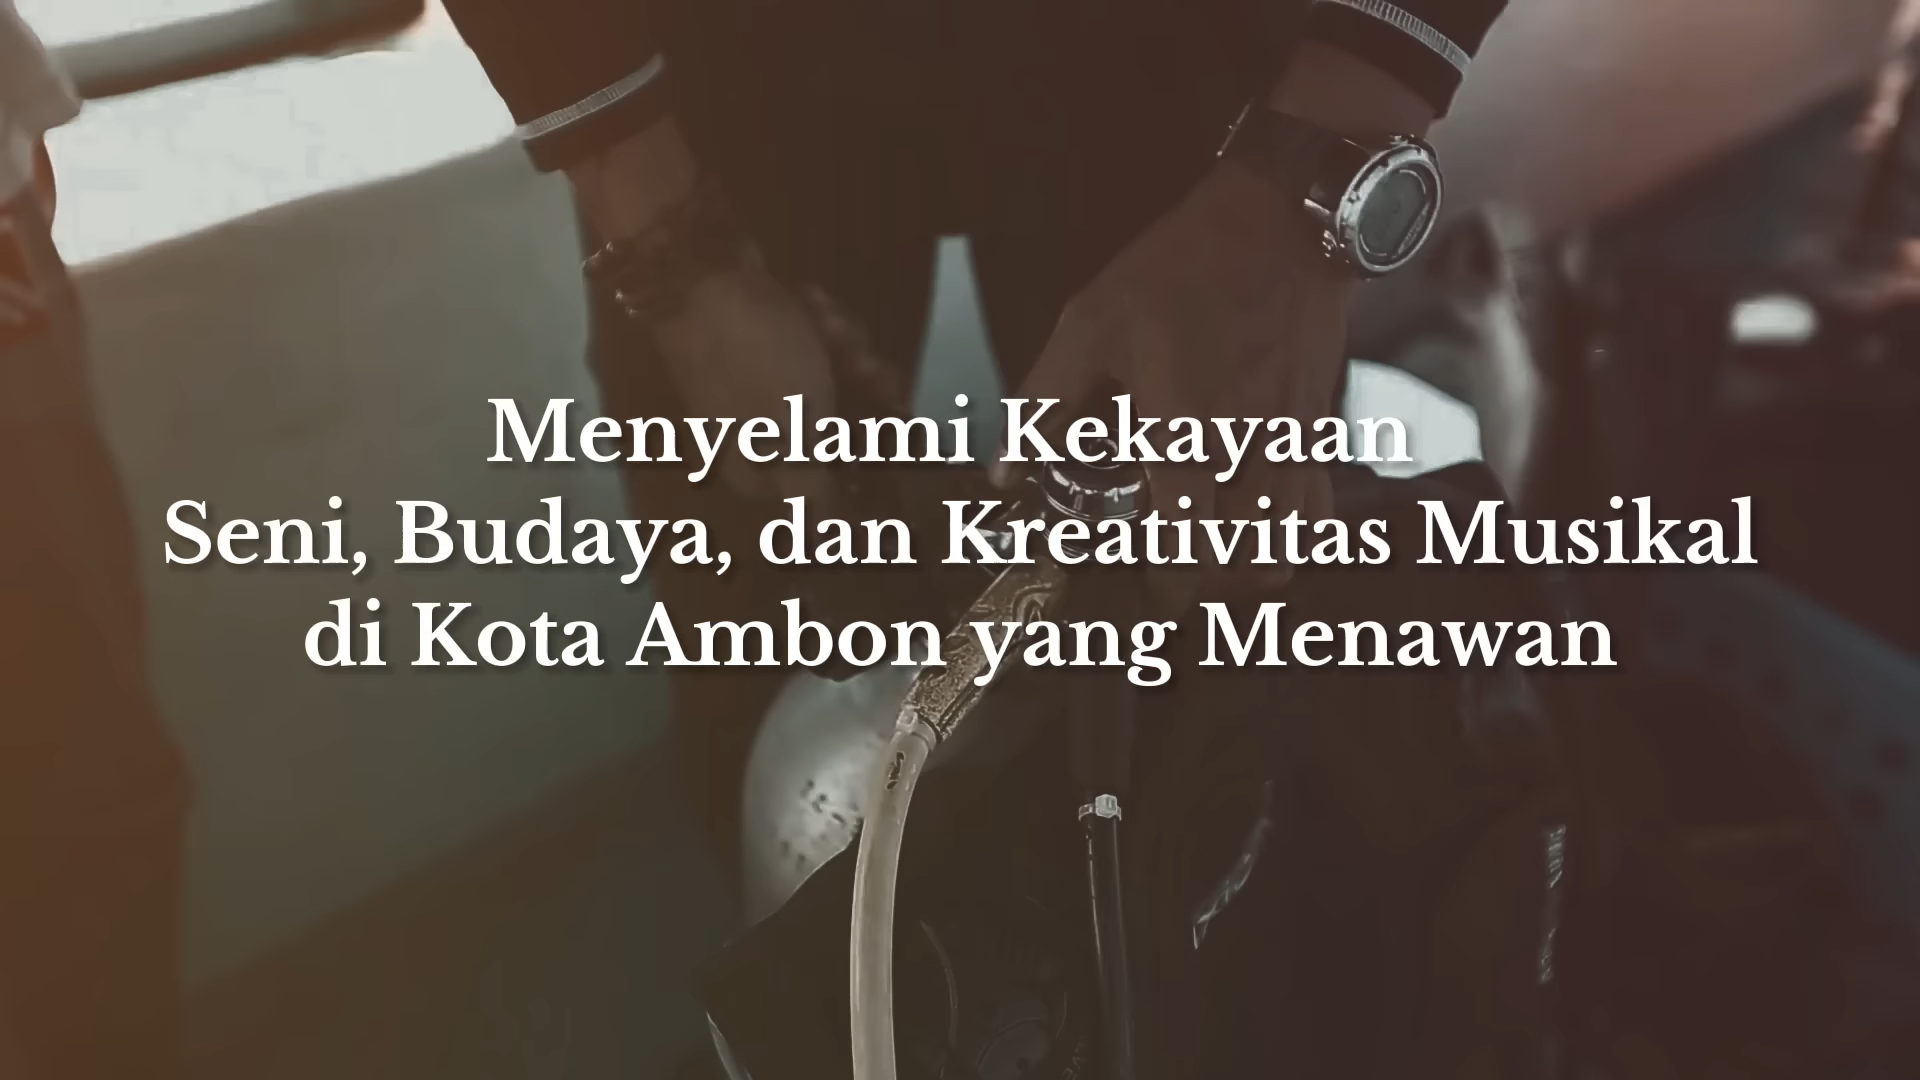 Menyelami Kekayaan
Seni, Budaya, dan Kreativitas Musikal
di Kota Ambon yang Menawan